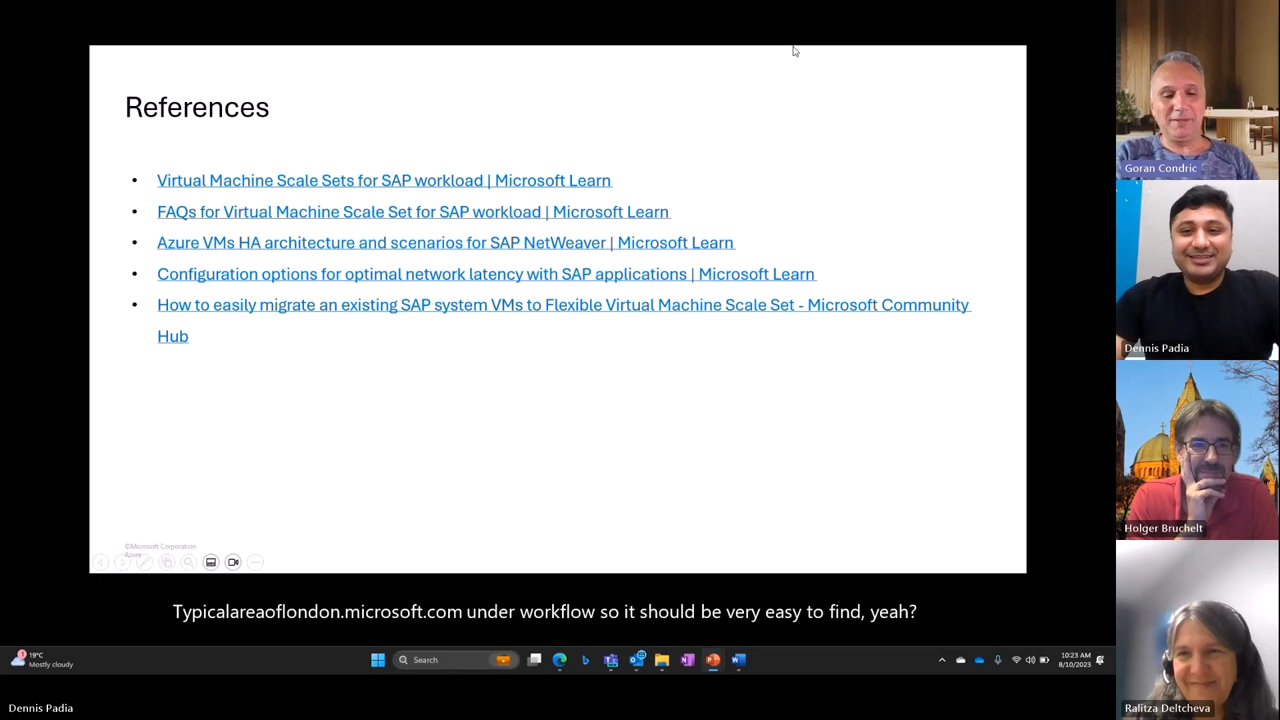 References
• Virtual Machine Scale Sets for SAP workload | Microsoft Learn
• FAQs for Virtual Machine Scale Set for SAP workload | Microsoft Learn
• Azure VMs HA architecture and scenarios for SAP NetWeaver | Microsoft Learn
• Configuration options for optimal network latency with SAP applications | Microsoft Learn
• How to easily migrate an existing SAP system VMs to Flexible Virtual Machine Scale Set - Microsoft Community
Hub
©Microsoft Corporation
Azure
Typicalareaoflondon.microsoft.com under workflow so it should be very easy to find, yeah?
1
19°C
Mostly cloudy
Search
10:23 AM
8/10/2023
Dennis Padia
Goran Condric
Dennis Padia
Holger Bruchelt
Ralitza Deltcheva